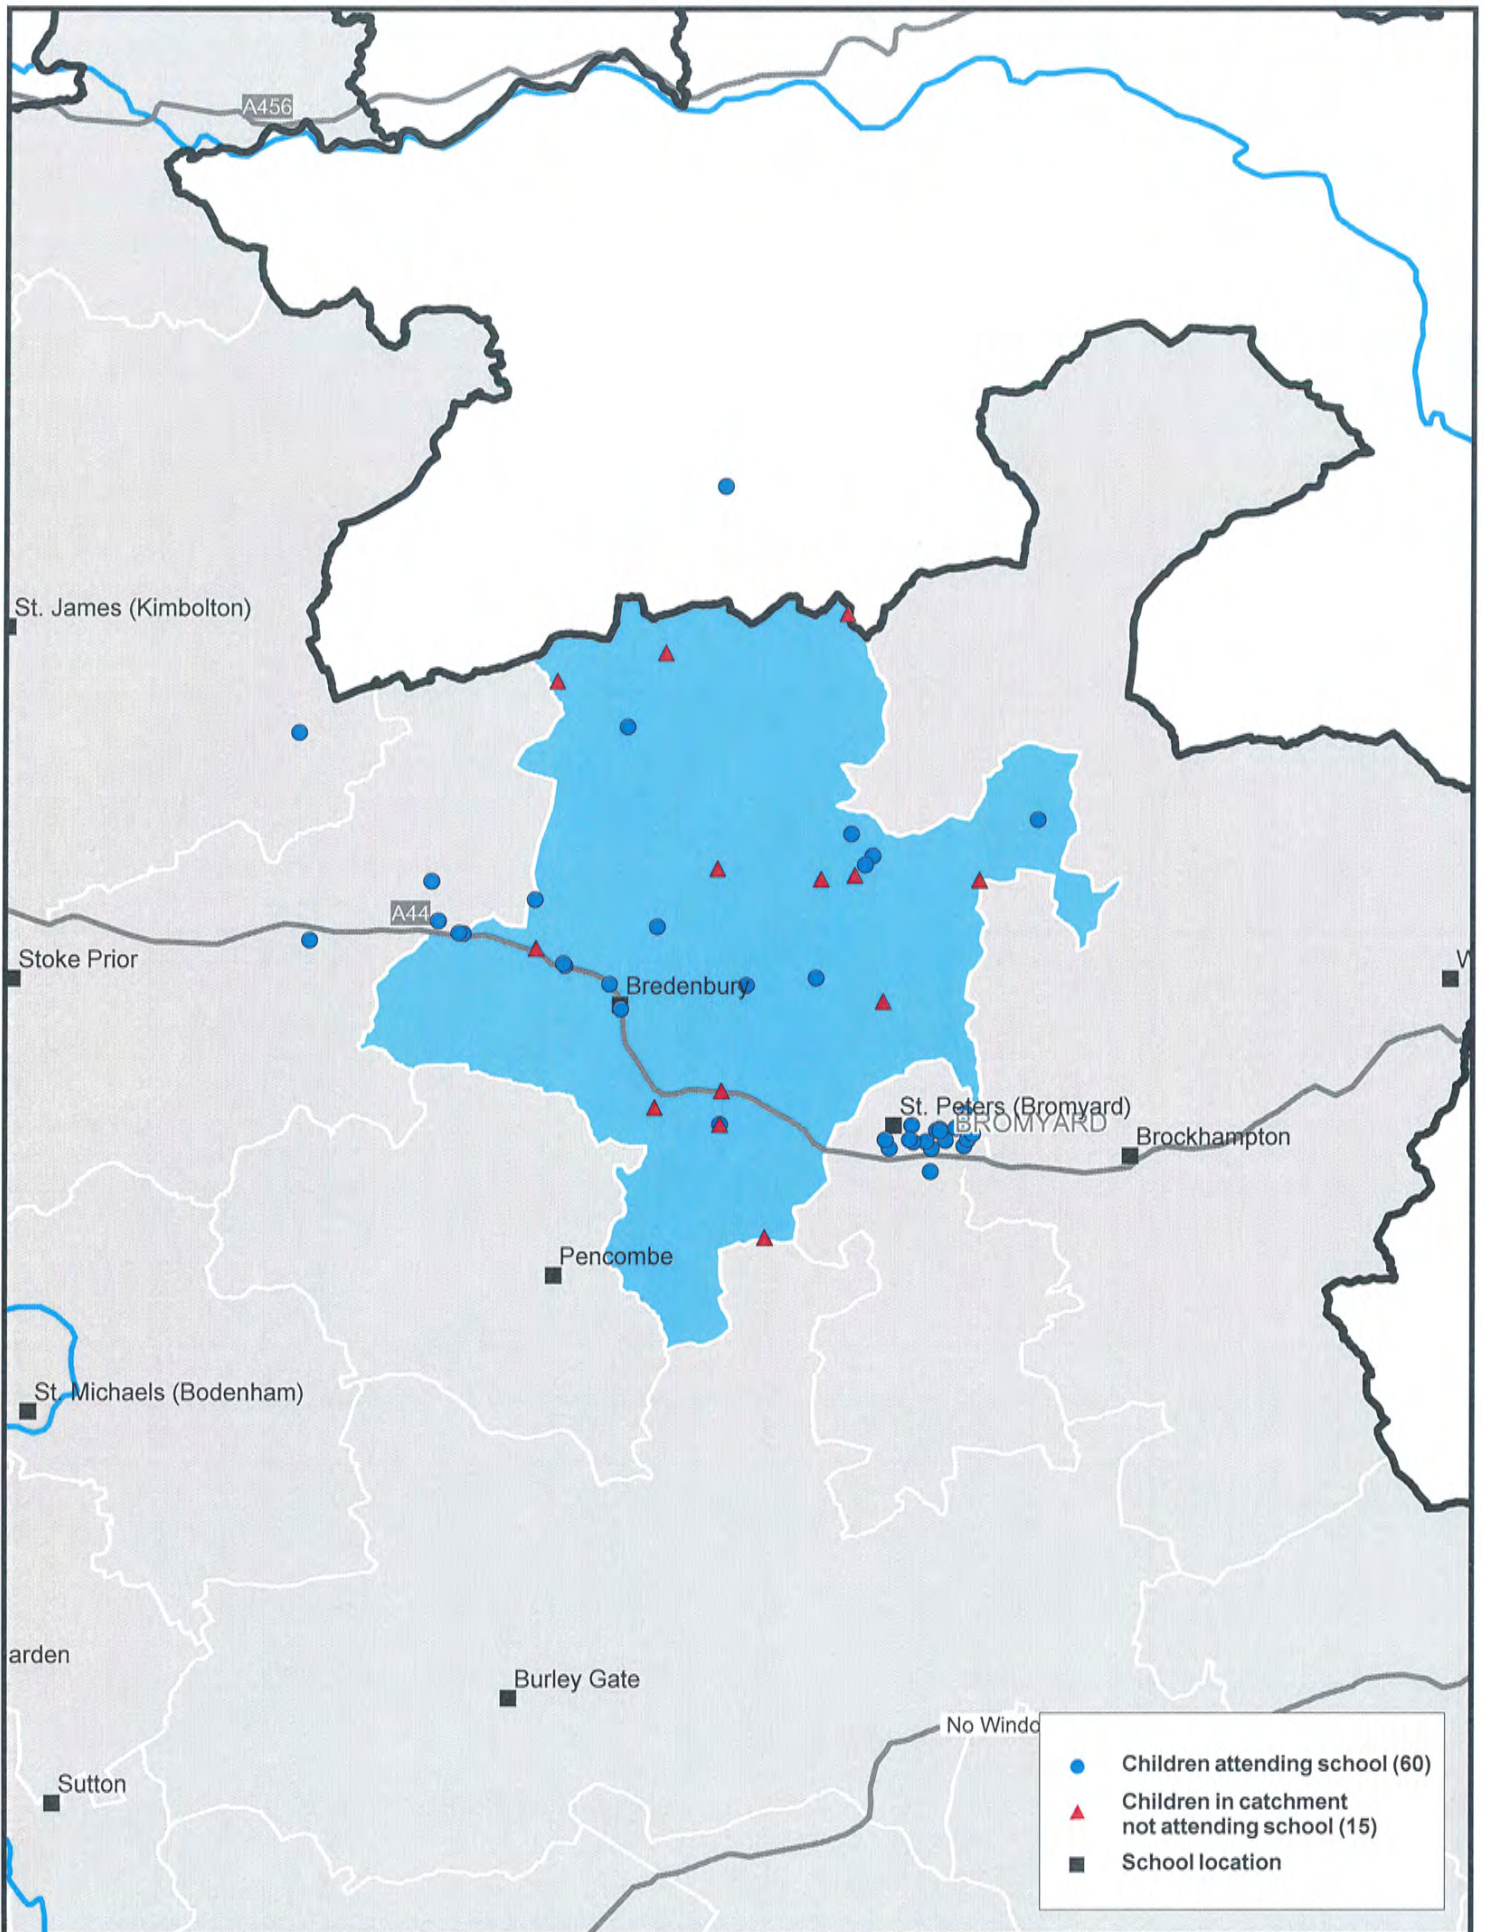 A456
St. James (Kimbolton)
A44
Stoke Prior
Bredenbury
W
St. Peters (Bromyard)
BROMYARD
Brockhampton
Pencombe
St. Michaels (Bodenham)
arden
Burley Gate
No Windo
Sutton
Children attending school (60)
Children in catchment
not attending school (15)
School location